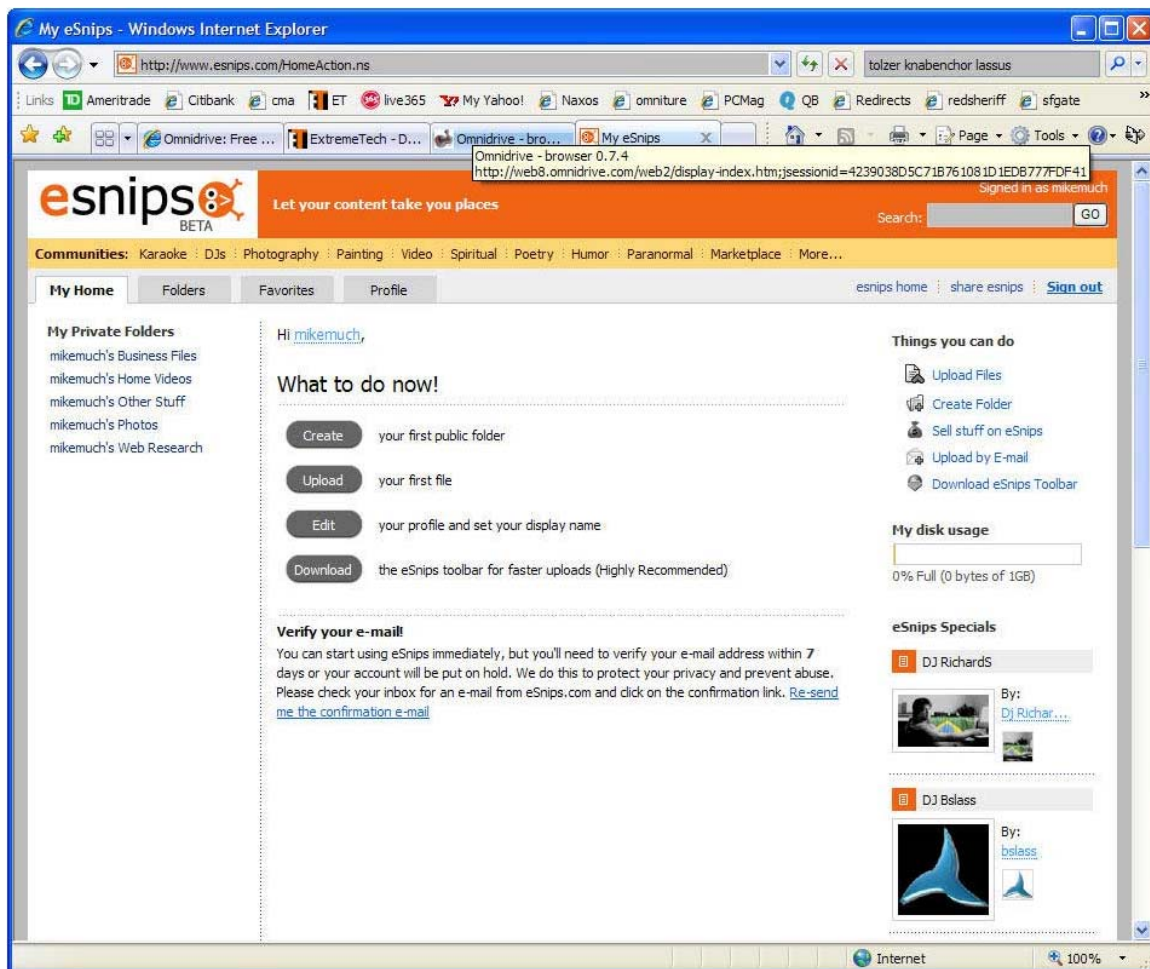 My eSnips - Windows Internet Explorer
http://www.esnips.com/HomeAction.ns
tolzer knabenchor lassus
Links TD Ameritrade Citibank cma ET live365 My Yahoo! Naxos omniture PCMag QB Redirects redsheriff sfgate »
Omnidrive: Free ... ExtremeTech - D... Omnidrive - bro... My eSnips X Page Tools
Omnidrive - browser 0.7.4
http://web8.omnidrive.com/web2/display-index.htm;jsessionid=4239038D5C71B761081D1EDB777FDF41
esnips
BETA
Let your content take you places
Signed in as mikemuch
Search: GO
Communities: Karaoke DJs Photography Painting Video Spiritual Poetry Humor Paranormal Marketplace More...
My Home Folders Favorites Profile esnips home share esnips Sign out
My Private Folders
mikemuch's Business Files
mikemuch's Home Videos
mikemuch's Other Stuff
mikemuch's Photos
mikemuch's Web Research
Hi mikemuch,
What to do now!
Create your first public folder
Upload your first file
Edit your profile and set your display name
Download the eSnips toolbar for faster uploads (Highly Recommended)
Verify your e-mail!
You can start using eSnips immediately, but you'll need to verify your e-mail address within 7
days or your account will be put on hold. We do this to protect your privacy and prevent abuse.
Please check your inbox for an e-mail from eSnips.com and click on the confirmation link. Re-send
me the confirmation e-mail
Things you can do
Upload Files
Create Folder
Sell stuff on eSnips
Upload by E-mail
Download eSnips Toolbar
My disk usage
0% Full (0 bytes of 1GB)
eSnips Specials
DJ RichardS
By:
Dj Richar...
DJ Bslass
By:
bslass
Internet 100%